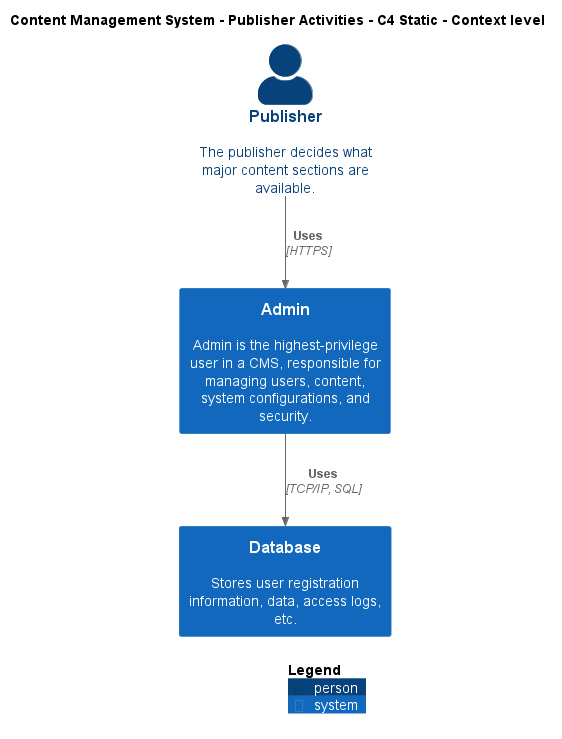 Content Management System - Publisher Activities - C4 Static - Context level
Publisher
The publisher decides what
major content sections are
available.
Uses
[HTTPS]
Admin
Admin is the highest-privilege
user in a CMS, responsible for
managing users, content,
system configurations, and
security.
Uses
[TCP/IP, SQL]
Database
Stores user registration
information, data, access logs,
etc.
Legend
person
system